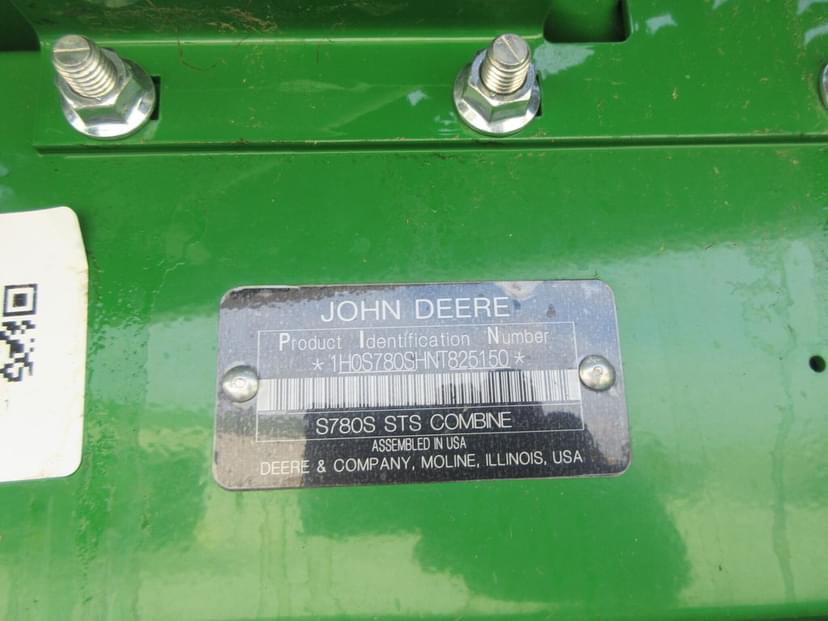 JOHN DEERE
Product Identification Number
*1H0S780SHNT825150*
S780S STS COMBINE
ASSEMBLED IN USA
DEERE & COMPANY, MOLINE, ILLINOIS, USA